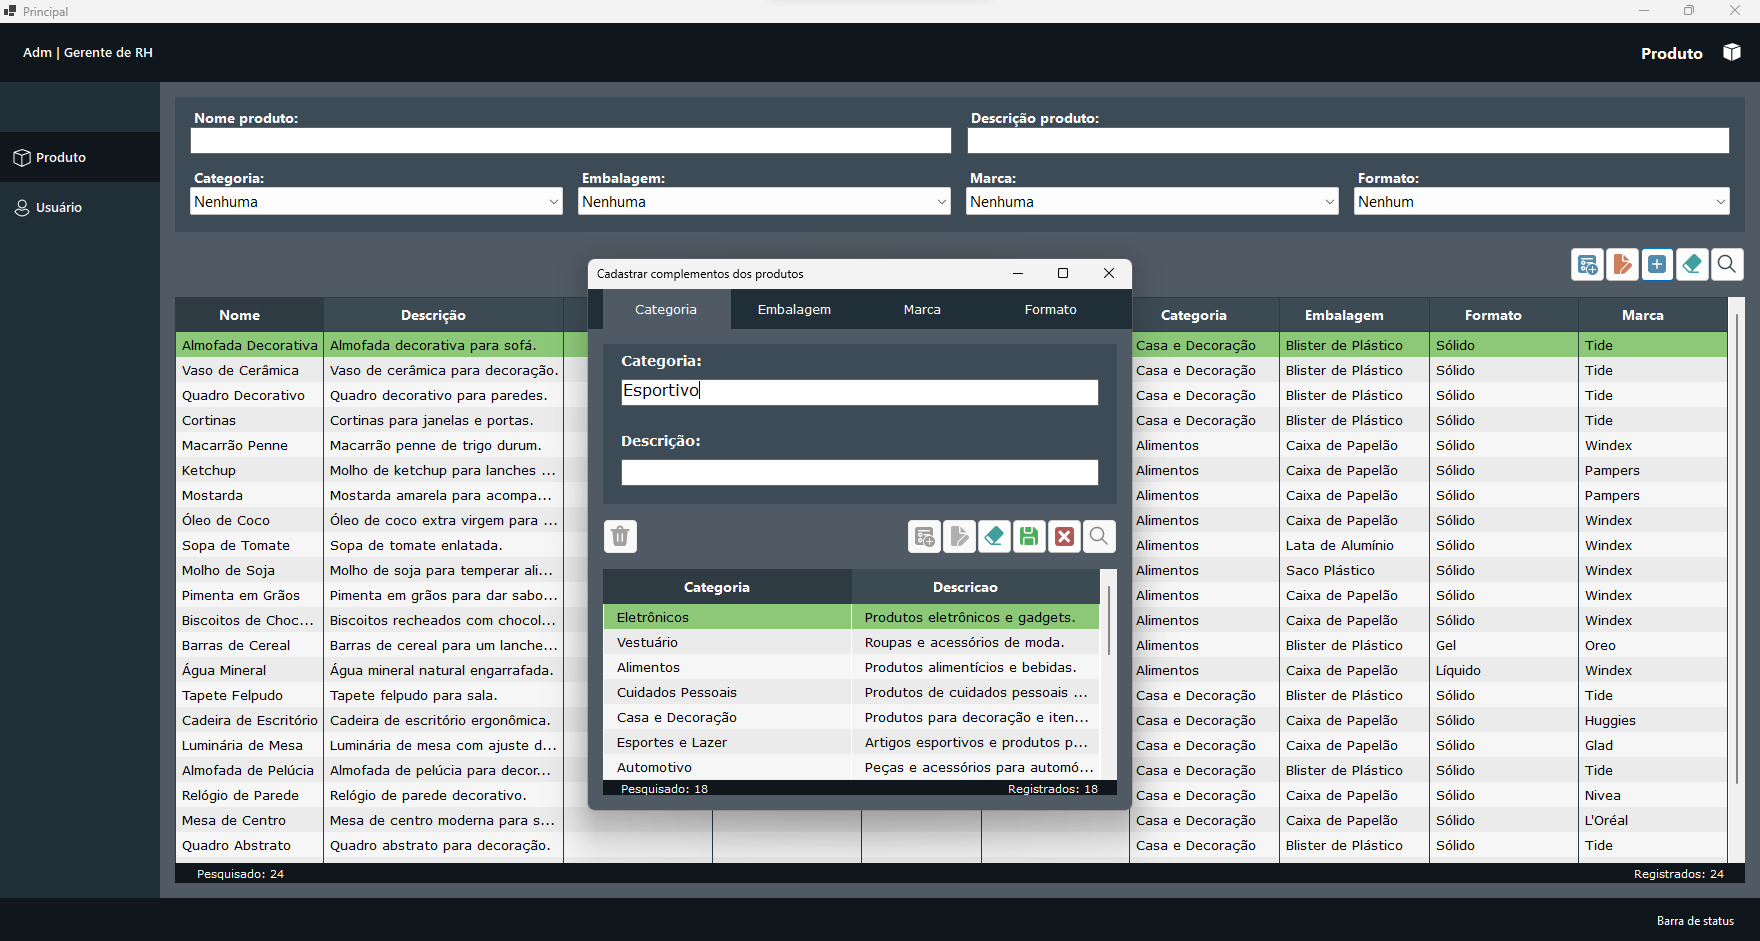 Principal
Adm | Gerente de RH
Produto
Produto
Usuário
Nome produto:
Descrição produto:
Categoria:
Embalagem:
Marca:
Formato:
Nenhuma
Nenhuma
Nenhuma
Nenhum
Nome Descrição Categoria Embalagem Formato Marca
Almofada Decorativa Almofada decorativa para sofá. Casa e Decoração Blister de Plástico Sólido Tide
Vaso de Cerâmica Vaso de cerâmica para decoração. Casa e Decoração Blister de Plástico Sólido Tide
Quadro Decorativo Quadro decorativo para paredes. Casa e Decoração Blister de Plástico Sólido Tide
Cortinas Cortinas para janelas e portas. Casa e Decoração Blister de Plástico Sólido Tide
Macarrão Penne Macarrão penne de trigo durum. Alimentos Caixa de Papelão Sólido Windex
Ketchup Molho de ketchup para lanches ... Alimentos Caixa de Papelão Sólido Pampers
Mostarda Mostarda amarela para acompa... Alimentos Caixa de Papelão Sólido Pampers
Óleo de Coco Óleo de coco extra virgem para ... Alimentos Caixa de Papelão Sólido Windex
Sopa de Tomate Sopa de tomate enlatada. Alimentos Lata de Alumínio Sólido Windex
Molho de Soja Molho de soja para temperar ali... Alimentos Saco Plástico Sólido Windex
Pimenta em Grãos Pimenta em grãos para dar sabo... Alimentos Caixa de Papelão Sólido Windex
Biscoitos de Choc... Biscoitos recheados com chocol... Alimentos Caixa de Papelão Sólido Windex
Barras de Cereal Barras de cereal para um lanche... Alimentos Blister de Plástico Gel Oreo
Água Mineral Água mineral natural engarrafada. Alimentos Caixa de Papelão Líquido Windex
Tapete Felpudo Tapete felpudo para sala. Casa e Decoração Blister de Plástico Sólido Tide
Cadeira de Escritório Cadeira de escritório ergonômica. Casa e Decoração Caixa de Papelão Sólido Huggies
Luminária de Mesa Luminária de mesa com ajuste d... Casa e Decoração Caixa de Papelão Sólido Glad
Almofada de Pelúcia Almofada de pelúcia para decor... Casa e Decoração Blister de Plástico Sólido Tide
Relógio de Parede Relógio de parede decorativo. Casa e Decoração Caixa de Papelão Sólido Nivea
Mesa de Centro Mesa de centro moderna para s... Casa e Decoração Caixa de Papelão Sólido L'Oréal
Quadro Abstrato Quadro abstrato para decoração. Casa e Decoração Blister de Plástico Sólido Tide
Pesquisado: 24
Registrados: 24
Barra de status
Cadastrar complementos dos produtos
Categoria Embalagem Marca Formato
Categoria:
Esportivo
Descrição:
Categoria Descricao
Eletrônicos Produtos eletrônicos e gadgets.
Vestuário Roupas e acessórios de moda.
Alimentos Produtos alimentícios e bebidas.
Cuidados Pessoais Produtos de cuidados pessoais ...
Casa e Decoração Produtos para decoração e iten...
Esportes e Lazer Artigos esportivos e produtos p...
Automotivo Peças e acessórios para automó...
Pesquisado: 18
Registrados: 18